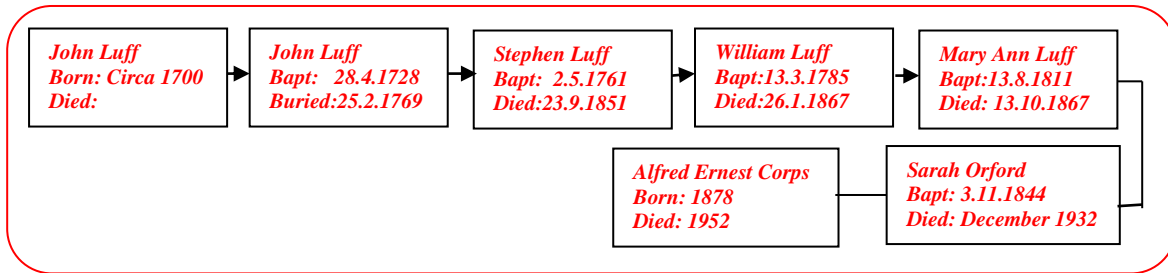 John Luff
Born: Circa 1700
Died:
John Luff
Bapt: 28.4.1728
Buried:25.2.1769
Stephen Luff
Bapt: 2.5.1761
Died:23.9.1851
William Luff
Bapt:13.3.1785
Died:26.1.1867
Mary Ann Luff
Bapt:13.8.1811
Died: 13.10.1867
Alfred Ernest Corps
Born: 1878
Died: 1952
Sarah Orford
Bapt: 3.11.1844
Died: December 1932